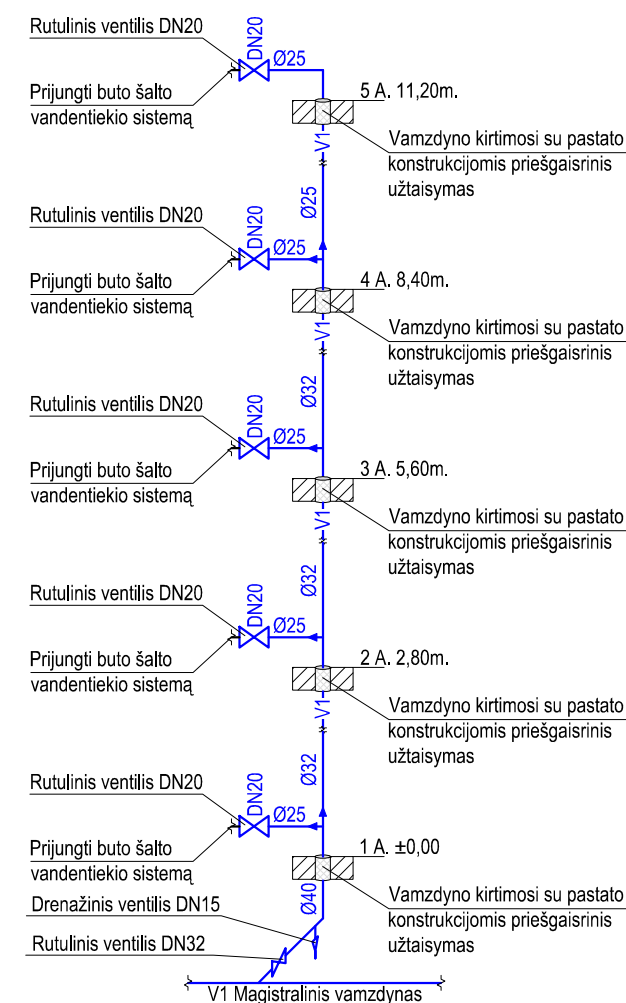 Rutulinis ventilis DN20
DN20
Ø25
Prijungti buto šalto
vandentiekio sistemą
5 A. 11,20m.
V1
Vamzdyno kirtimosi su pastato
konstrukcijomis priešgaisrinis
užtaisymas
Ø25
Rutulinis ventilis DN20
DN20
Ø25
Prijungti buto šalto
vandentiekio sistemą
4 A. 8,40m.
V1
Vamzdyno kirtimosi su pastato
konstrukcijomis priešgaisrinis
užtaisymas
Ø32
Rutulinis ventilis DN20
DN20
Ø25
Prijungti buto šalto
vandentiekio sistemą
3 A. 5,60m.
V1
Vamzdyno kirtimosi su pastato
konstrukcijomis priešgaisrinis
užtaisymas
Ø32
Rutulinis ventilis DN20
DN20
Ø25
Prijungti buto šalto
vandentiekio sistemą
2 A. 2,80m.
V1
Vamzdyno kirtimosi su pastato
konstrukcijomis priešgaisrinis
užtaisymas
Ø32
Rutulinis ventilis DN20
DN20
Ø25
Prijungti buto šalto
vandentiekio sistemą
1 A. ±0,00
Ø40
Vamzdyno kirtimosi su pastato
konstrukcijomis priešgaisrinis
užtaisymas
Drenažinis ventilis DN15
Rutulinis ventilis DN32
V1 Magistralinis vamzdynas